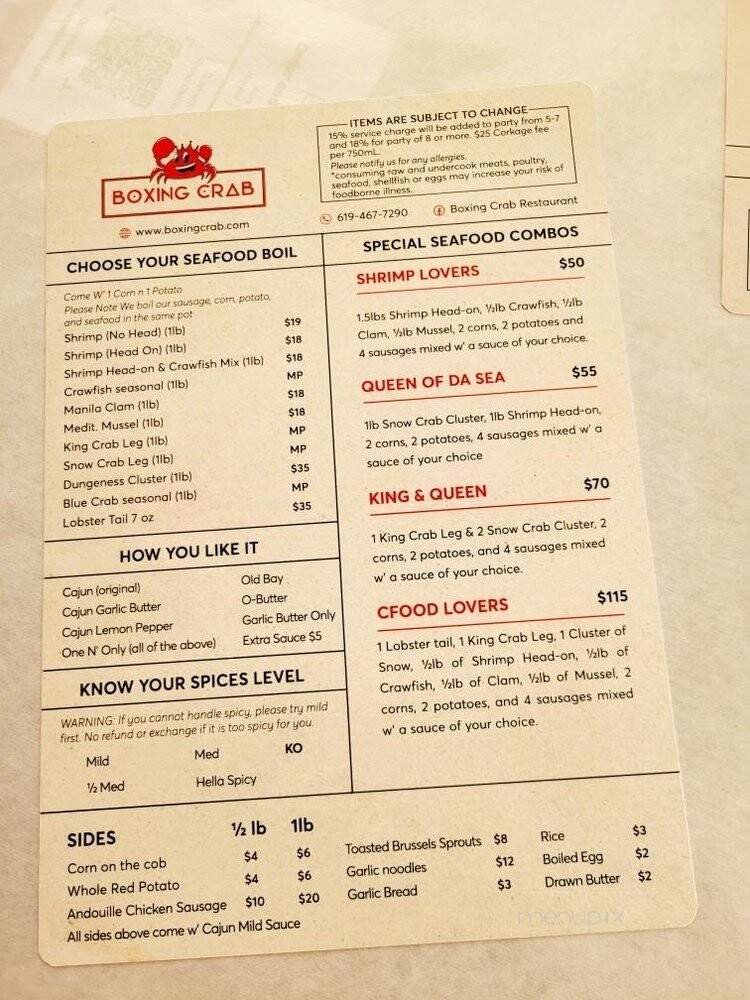 BOXING CRAB
www.boxingcrab.com
ITEMS ARE SUBJECT TO CHANGE
15% service charge will be added to party from 5-7
and 18% for party of 8 or more. $25 Corkage fee
per 750mL.
Please notify us for any allergies.
*consuming raw and undercook meats, poultry,
seafood, shellfish or eggs may increase your risk of
foodborne illness.
619-467-7290 Boxing Crab Restaurant
CHOOSE YOUR SEAFOOD BOIL
Come W' 1 Corn n 1 Potato
Please Note We boil our sausage, corn, potato,
and seafood in the same pot
Shrimp (No Head) (1lb) $19
Shrimp (Head On) (1lb) $18
Shrimp Head-on & Crawfish Mix (1lb) $18
Crawfish seasonal (1lb) MP
Manila Clam (1lb) $18
Medit. Mussel (1lb) $18
King Crab Leg (1lb) MP
Snow Crab Leg (1lb) MP
Dungeness Cluster (1lb) $35
Blue Crab seasonal (1lb) MP
Lobster Tail 7 oz $35
HOW YOU LIKE IT
Cajun (original) Old Bay
Cajun Garlic Butter O-Butter
Cajun Lemon Pepper Garlic Butter Only
One N' Only (all of the above) Extra Sauce $5
KNOW YOUR SPICES LEVEL
WARNING: If you cannot handle spicy, please try mild
first. No refund or exchange if it is too spicy for you.
Mild Med KO
½ Med Hella Spicy
SPECIAL SEAFOOD COMBOS
SHRIMP LOVERS $50
1.5lbs Shrimp Head-on, ½lb Crawfish, ½lb
Clam, ½lb Mussel, 2 corns, 2 potatoes and
4 sausages mixed w' a sauce of your choice.
QUEEN OF DA SEA $55
1lb Snow Crab Cluster, 1lb Shrimp Head-on,
2 corns, 2 potatoes, 4 sausages mixed w' a
sauce of your choice
KING & QUEEN $70
1 King Crab Leg & 2 Snow Crab Cluster, 2
corns, 2 potatoes, and 4 sausages mixed
w' a sauce of your choice.
CFOOD LOVERS $115
1 Lobster tail, 1 King Crab Leg, 1 Cluster of
Snow, ½lb of Shrimp Head-on, ½lb of
Crawfish, ½lb of Clam, ½lb of Mussel, 2
corns, 2 potatoes, and 4 sausages mixed
w' a sauce of your choice.
SIDES ½ lb 1lb
Corn on the cob $4 $6
Whole Red Potato $4 $6
Andouille Chicken Sausage $10 $20
All sides above come w' Cajun Mild Sauce
Toasted Brussels Sprouts $8
Garlic noodles $12
Garlic Bread $3
Rice $3
Boiled Egg $2
Drawn Butter $2
menupix